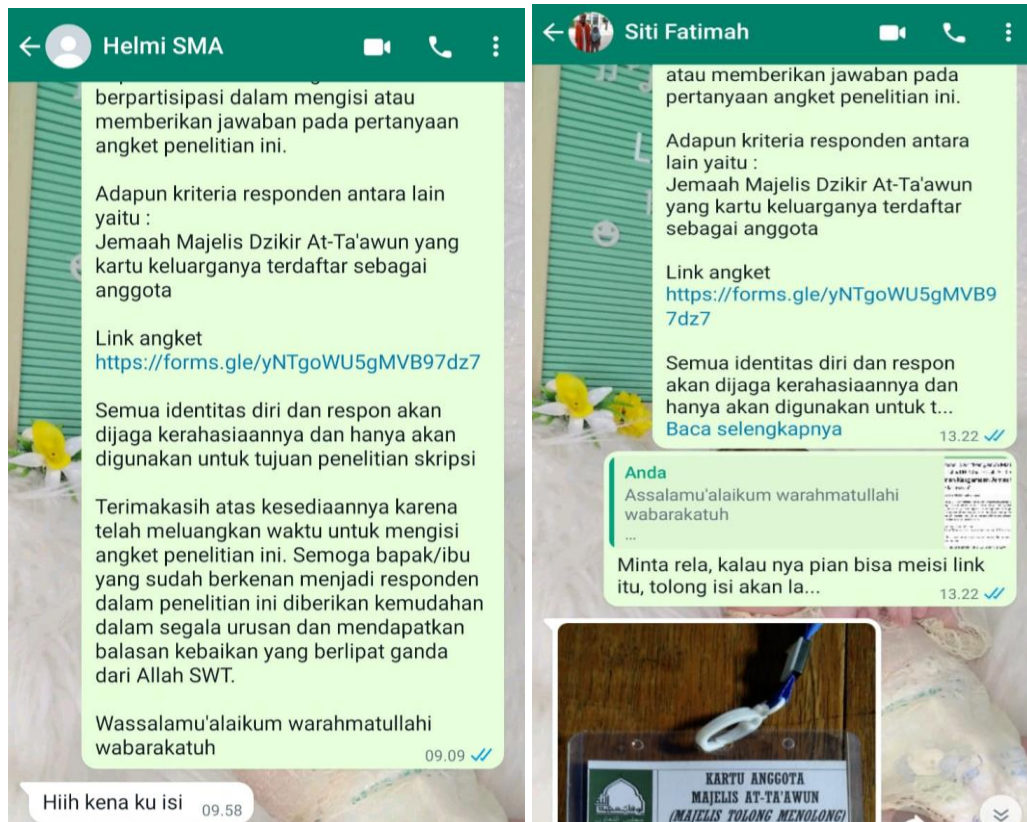 Helmi SMA
berpartisipasi dalam mengisi atau
memberikan jawaban pada pertanyaan
angket penelitian ini.
Adapun kriteria responden antara lain
yaitu :
Jemaah Majelis Dzikir At-Ta'awun yang
kartu keluarganya terdaftar sebagai
anggota
Link angket
https://forms.gle/yNTgoWU5gMVB97dz7
Semua identitas diri dan respon akan
dijaga kerahasiaannya dan hanya akan
digunakan untuk tujuan penelitian skripsi
Terimakasih atas kesediaannya karena
telah meluangkan waktu untuk mengisi
angket penelitian ini. Semoga bapak/ibu
yang sudah berkenan menjadi responden
dalam penelitian ini diberikan kemudahan
dalam segala urusan dan mendapatkan
balasan kebaikan yang berlipat ganda
dari Allah SWT.
Wassalamu'alaikum warahmatullahi
wabarakatuh
09.09
Hiih kena ku isi
09.58
Siti Fatimah
atau memberikan jawaban pada
pertanyaan angket penelitian ini.
Adapun kriteria responden antara
lain yaitu :
Jemaah Majelis Dzikir At-Ta'awun
yang kartu keluarganya terdaftar
sebagai anggota
Link angket
https://forms.gle/yNTgoWU5gMVB9
7dz7
Semua identitas diri dan respon
akan dijaga kerahasiaannya dan
hanya akan digunakan untuk t...
Baca selengkapnya
13.22
Anda
Assalamu'alaikum warahmatullahi
wabarakatuh
...
Minta rela, kalau nya pian bisa meisi link
itu, tolong isi akan la...
13.22
KARTU ANGGOTA
MAJELIS AT-TA'AWUN
(MAJELIS TOLONG MENOLONG)